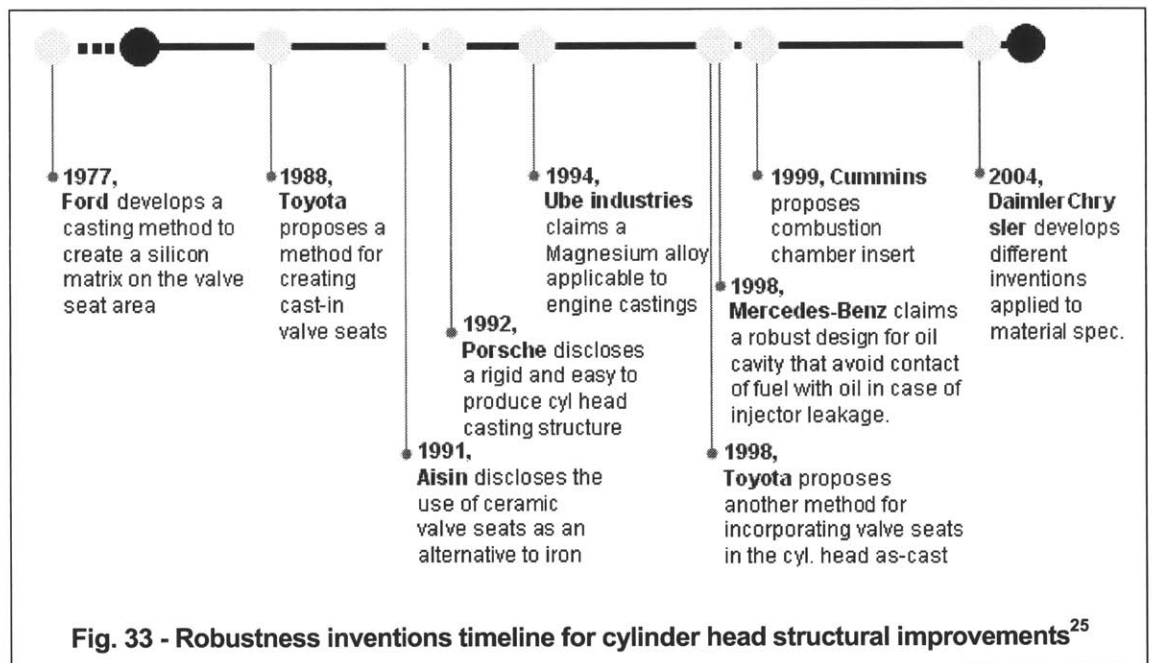 1977,
Ford develops a
casting method to
create a silicon
matrix on the valve
seat area
1988,
Toyota
proposes a
method for
creating
cast-in
valve seats
1991,
Aisin discloses the
use of ceramic
valve seats as an
alternative to iron
1992,
Porsche discloses
a rigid and easy to
produce cyl head
casting structure
1994,
Ube industries
claims a
Magnesium alloy
applicable to
engine castings
1998,
Toyota proposes
another method for
incorporating valve seats
in the cyl. head as-cast
1998,
Mercedes-Benz claims
a robust design for oil
cavity that avoid contact
of fuel with oil in case of
injector leakage.
1999, Cummins
proposes
combustion
chamber insert
2004,
DaimlerChry
sler develops
different
inventions
applied to
material spec.
Fig. 33 - Robustness inventions timeline for cylinder head structural improvements25